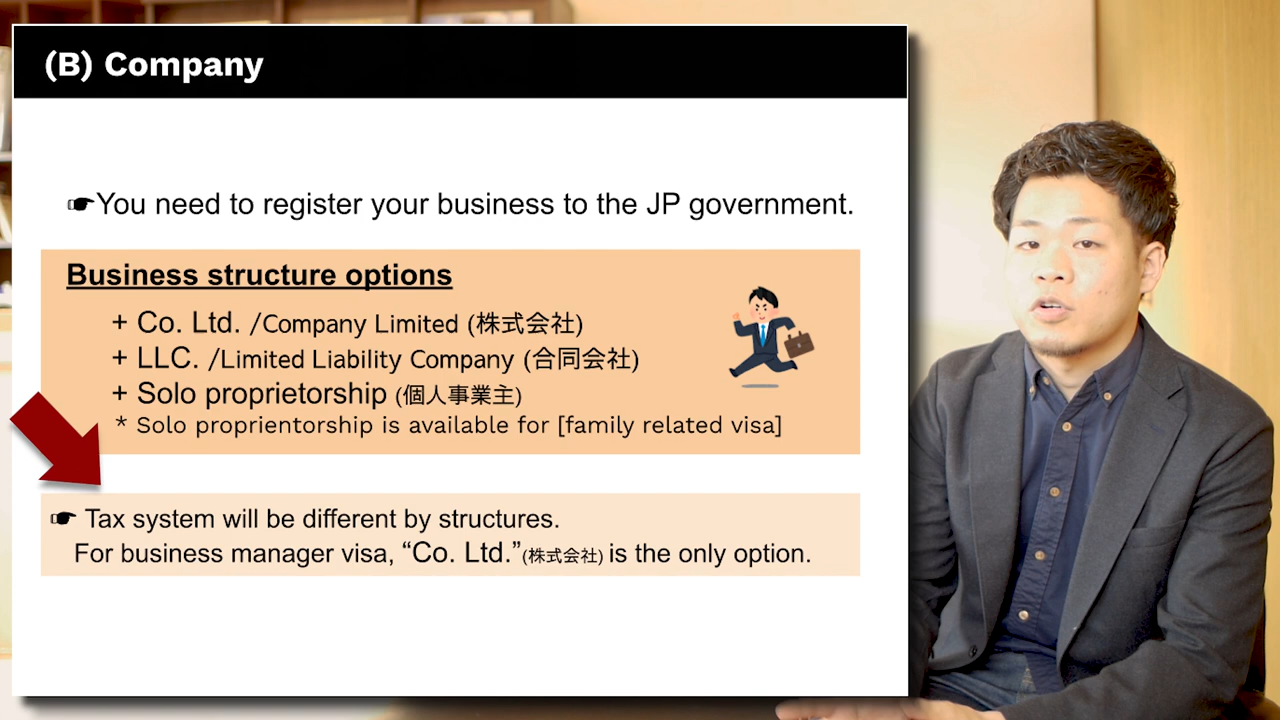 (B) Company
☛You need to register your business to the JP government.
Business structure options
+ Co. Ltd. /Company Limited (株式会社)
+ LLC. /Limited Liability Company (合同会社)
+ Solo proprietorship (個人事業主)
* Solo proprientorship is available for [family related visa]
☛ Tax system will be different by structures.
For business manager visa, “Co. Ltd.”(株式会社) is the only option.